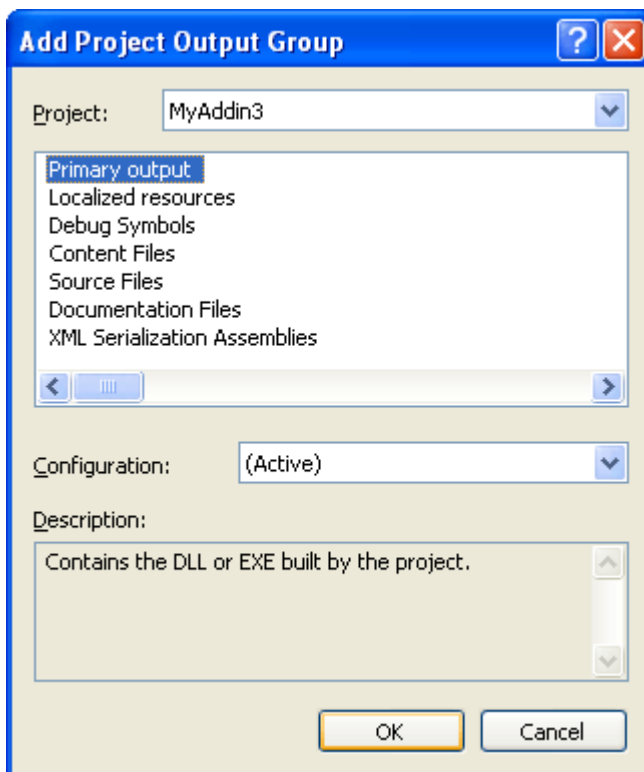 Add Project Output Group
Project: MyAddin3
Primary output
Localized resources
Debug Symbols
Content Files
Source Files
Documentation Files
XML Serialization Assemblies
Configuration: (Active)
Description:
Contains the DLL or EXE built by the project.
OK Cancel